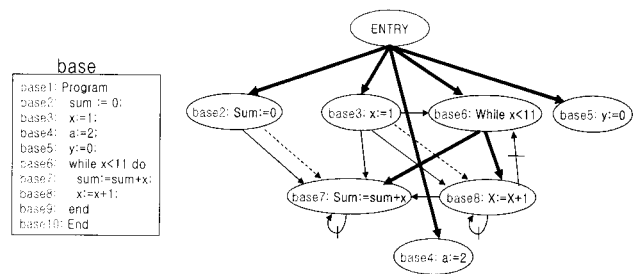 base
base1: Program
base2: sum := 0;
base3: x:=1;
base4: a:=2;
base5: y:=0;
base6: while x<11 do
base7: sum:=sum+x;
base8: x:=x+1;
base9: end
base10: End
ENTRY
base2: Sum:=0
base3: x:=1
base6: While x<11
base5: y:=0
base7: Sum:=sum+x
base8: X:=X+1
base4: a:=2